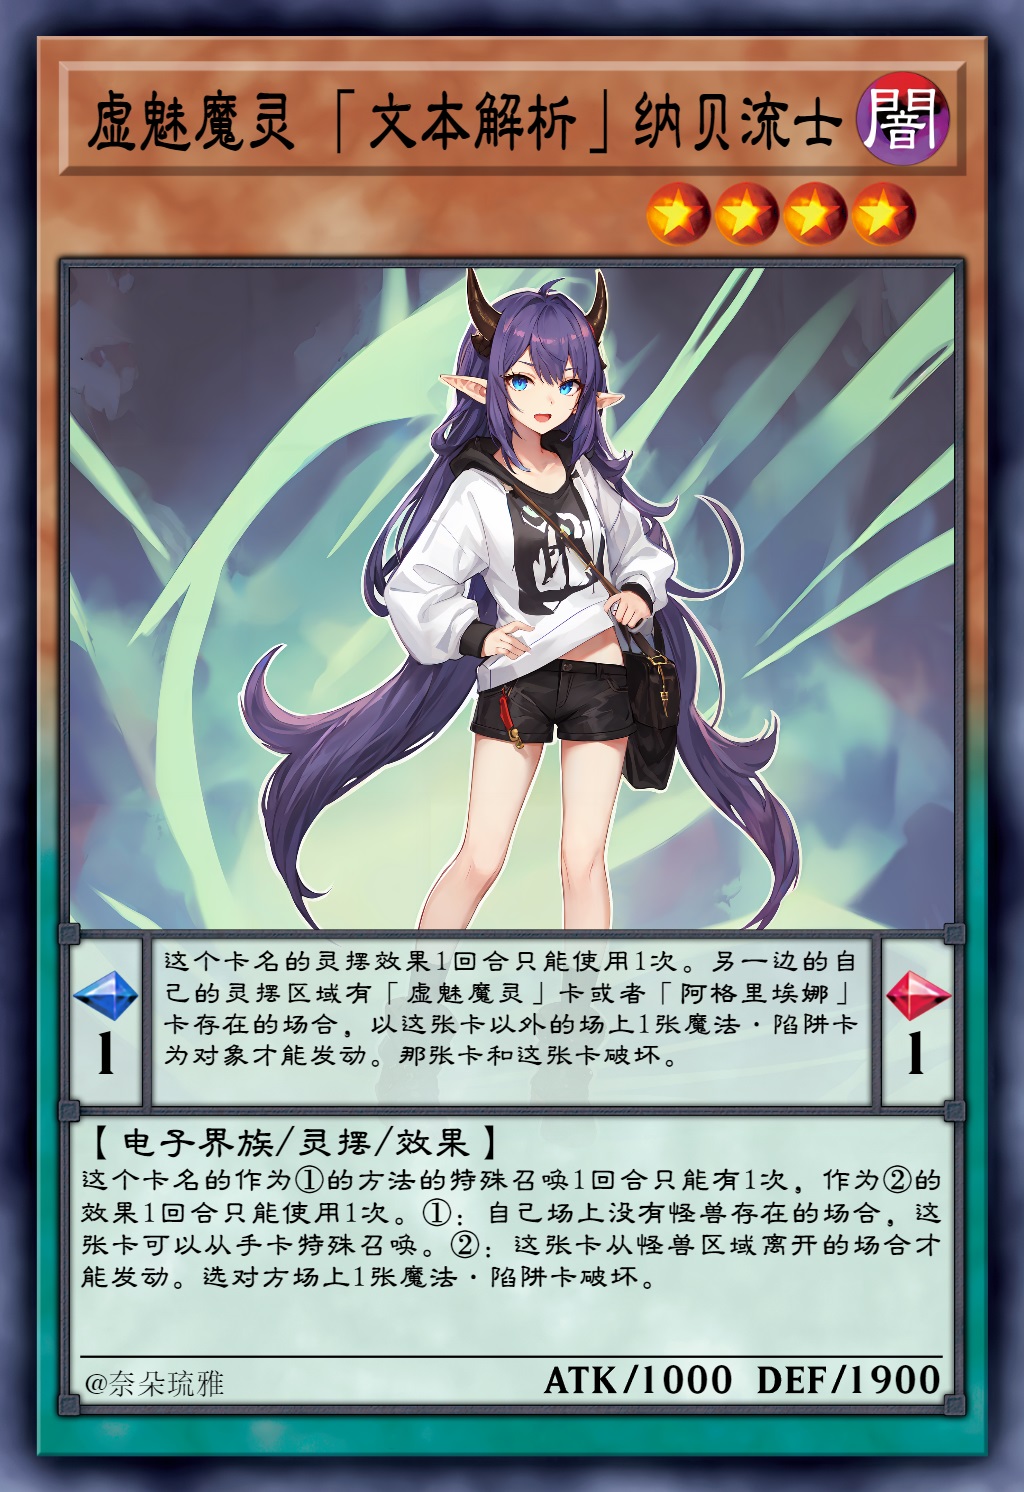 虚魅魔灵「文本解析」纳贝流士 闇
这个卡名的灵摆效果1回合只能使用1次。另一边的自
己的灵摆区域有「虚魅魔灵」卡或者「阿格里埃娜」
卡存在的场合，以这张卡以外的场上1张魔法·陷阱卡
为对象才能发动。那张卡和这张卡破坏。
1
1
【电子界族/灵摆/效果】
这个卡名的作为①的方法的特殊召唤1回合只能有1次，作为②的
效果1回合只能使用1次。①：自己场上没有怪兽存在的场合，这
张卡可以从手卡特殊召唤。②：这张卡从怪兽区域离开的场合才
能发动。选对方场上1张魔法·陷阱卡破坏。
@奈朵琉雅
ATK/1000 DEF/1900